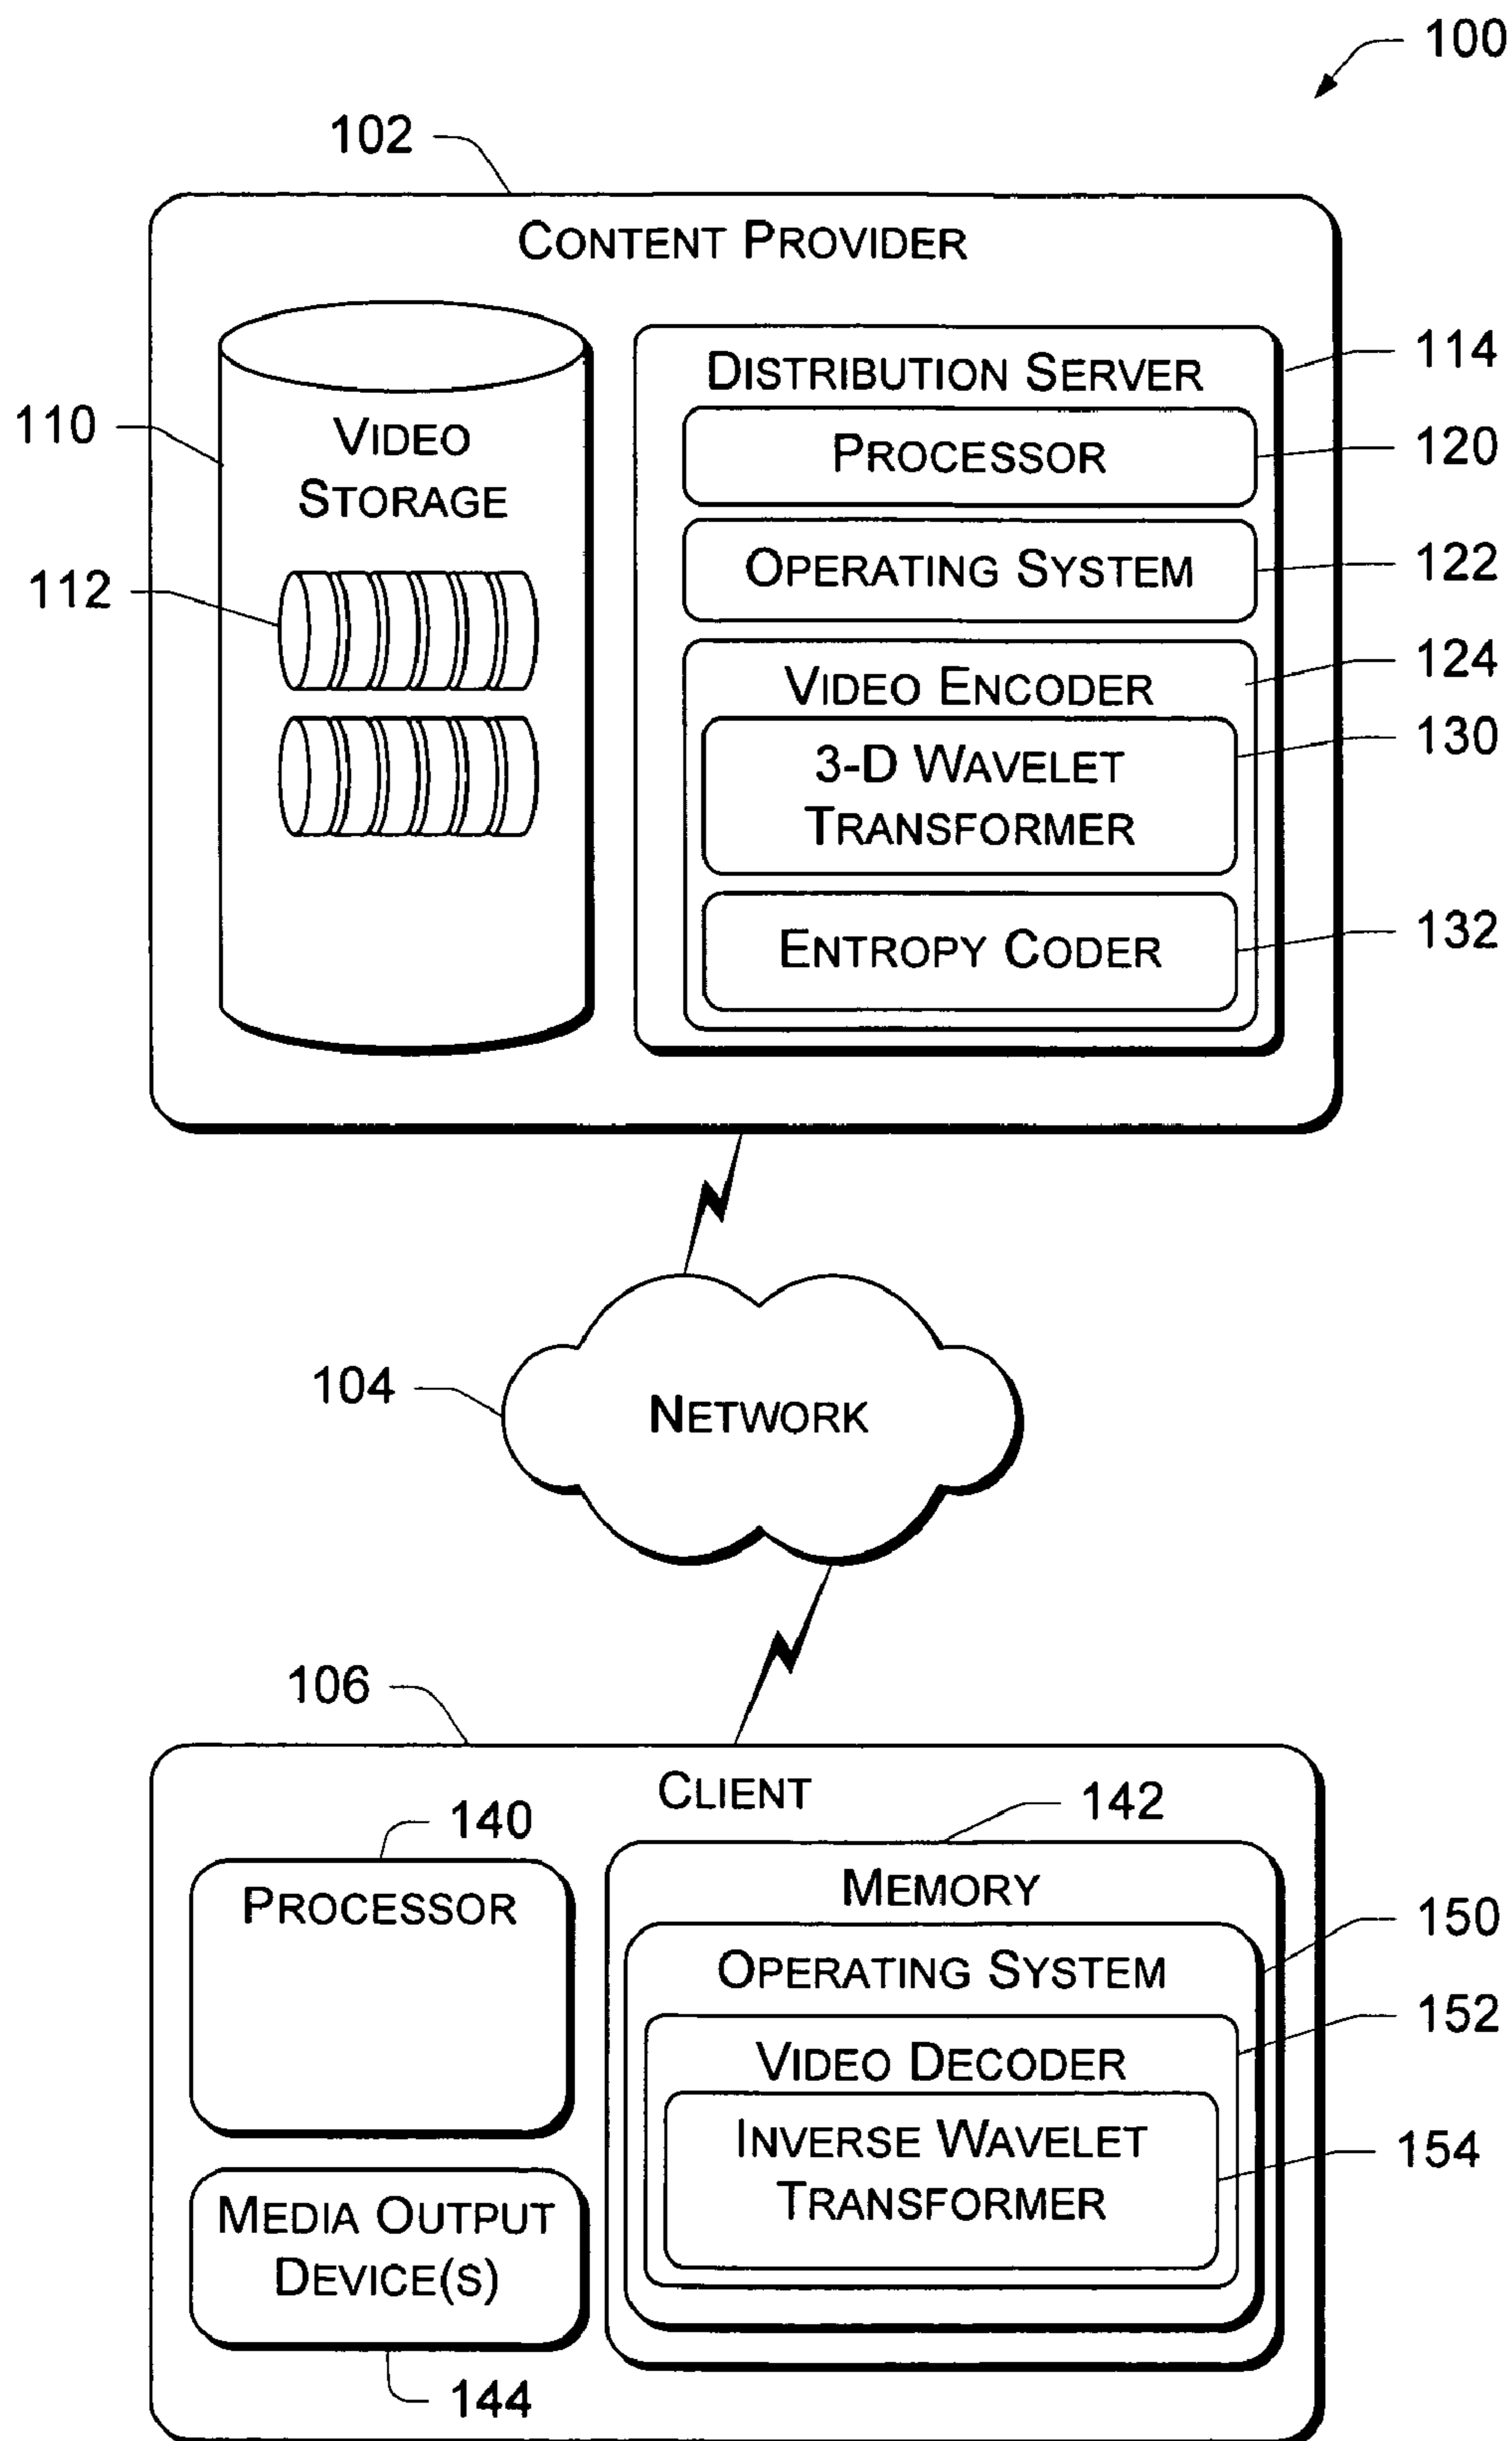 100
102
CONTENT PROVIDER
110
VIDEO
STORAGE
112
DISTRIBUTION SERVER
114
PROCESSOR
120
OPERATING SYSTEM
122
VIDEO ENCODER
124
3-D WAVELET
TRANSFORMER
130
ENTROPY CODER
132
104
NETWORK
106
CLIENT
140
PROCESSOR
142
MEMORY
OPERATING SYSTEM
150
VIDEO DECODER
152
INVERSE WAVELET
TRANSFORMER
154
MEDIA OUTPUT
DEVICE(S)
144